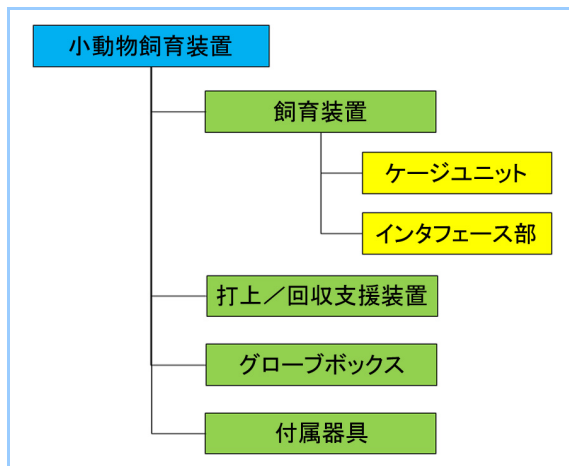 小動物飼育装置
飼育装置
ケージユニット
インタフェース部
打上／回収支援装置
グローブボックス
付属器具